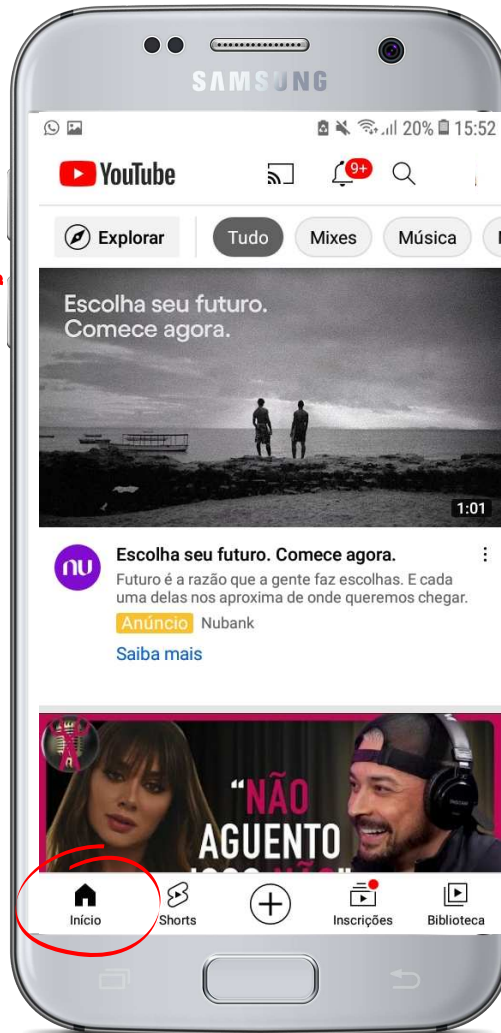 SAMSUNG
20% 15:52
YouTube
9+
Explorar Tudo Mixes Música
Escolha seu futuro.
Comece agora.
1:01
nu
Escolha seu futuro. Comece agora.
Futuro é a razão que a gente faz escolhas. E cada
uma delas nos aproxima de onde queremos chegar.
Anúncio Nubank
Saiba mais
“NÃO
AGUENTO
Início Shorts Inscrições Biblioteca